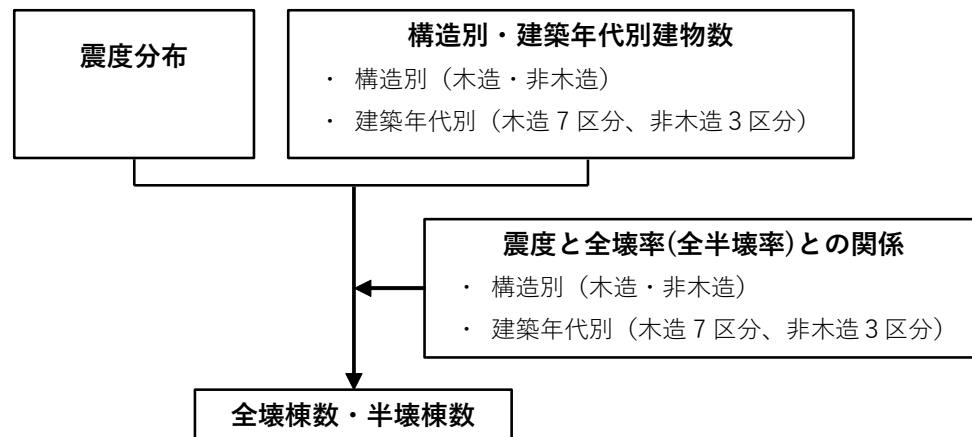 震度分布
構造別・建築年代別建物数
・ 構造別（木造・非木造）
・ 建築年代別（木造７区分、非木造３区分）
震度と全壊率(全半壊率)との関係
・ 構造別（木造・非木造）
・ 建築年代別（木造７区分、非木造３区分）
全壊棟数・半壊棟数